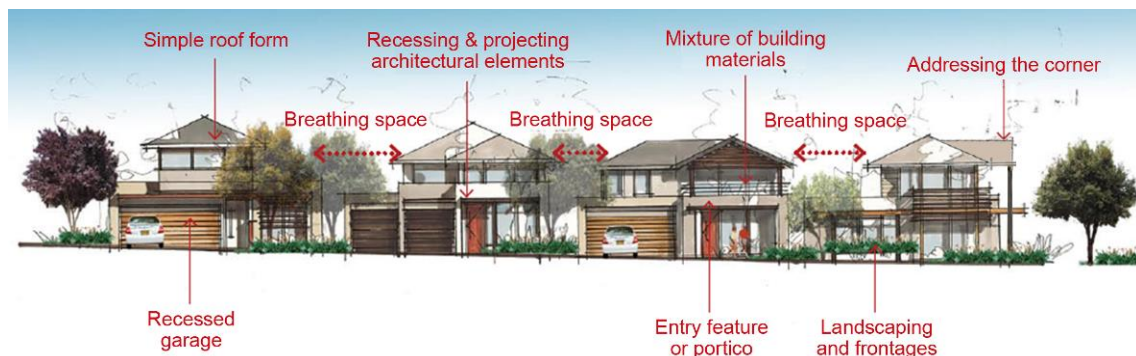 Simple roof form
Recessing & projecting
architectural elements
Mixture of building
materials
Addressing the corner
Breathing space
Breathing space
Breathing space
Recessed
garage
Entry feature
or portico
Landscaping
and frontages